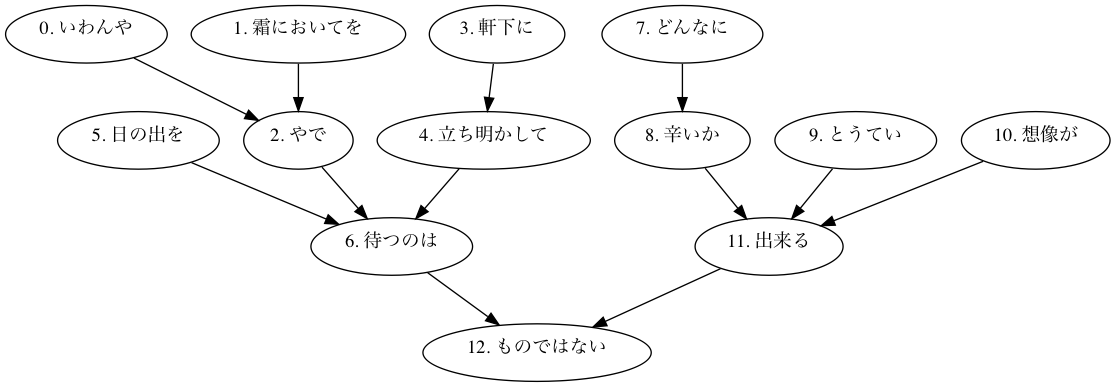 0. いわんや
1. 霜においてを
3. 軒下に
7. どんなに
5. 日の出を
2. やで
4. 立ち明かして
8. 辛いか
9. とうてい
10. 想像が
6. 待つのは
11. 出来る
12. ものではない